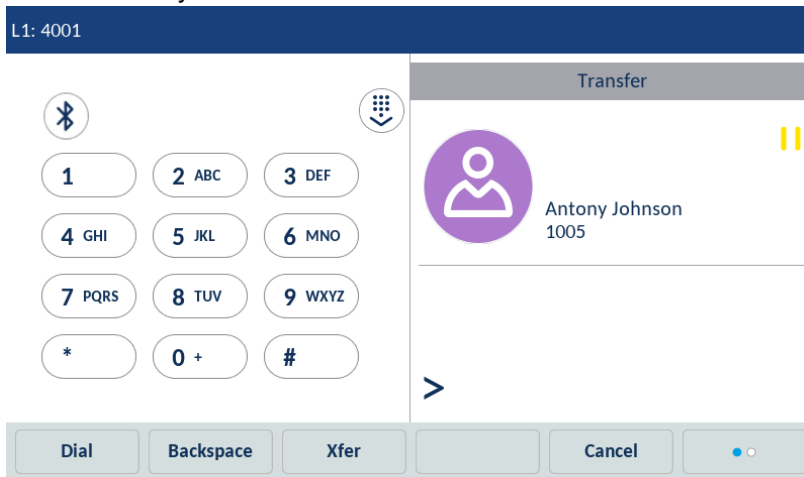 L1: 4001
Transfer
1
2 ABC
3 DEF
4 GHI
5 JKL
6 MNO
7 PQRS
8 TUV
9 WXYZ
*
0 +
#
Antony Johnson
1005
>
Dial
Backspace
Xfer
Cancel